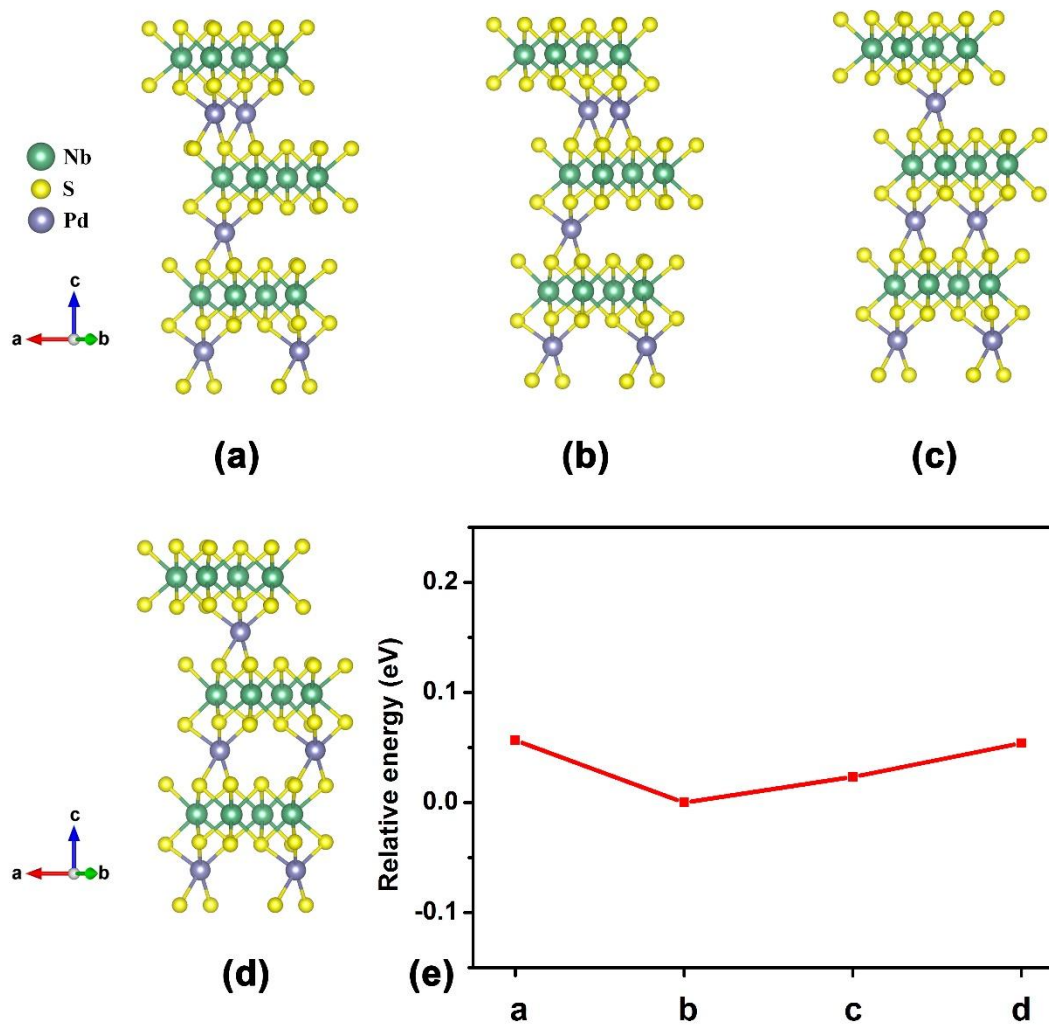 Nb
S
Pd
c
a b
(a) (b) (c)
c
a b
(d)
(e)
Relative energy (eV)
0.2
0.1
0.0
-0.1
a b c d